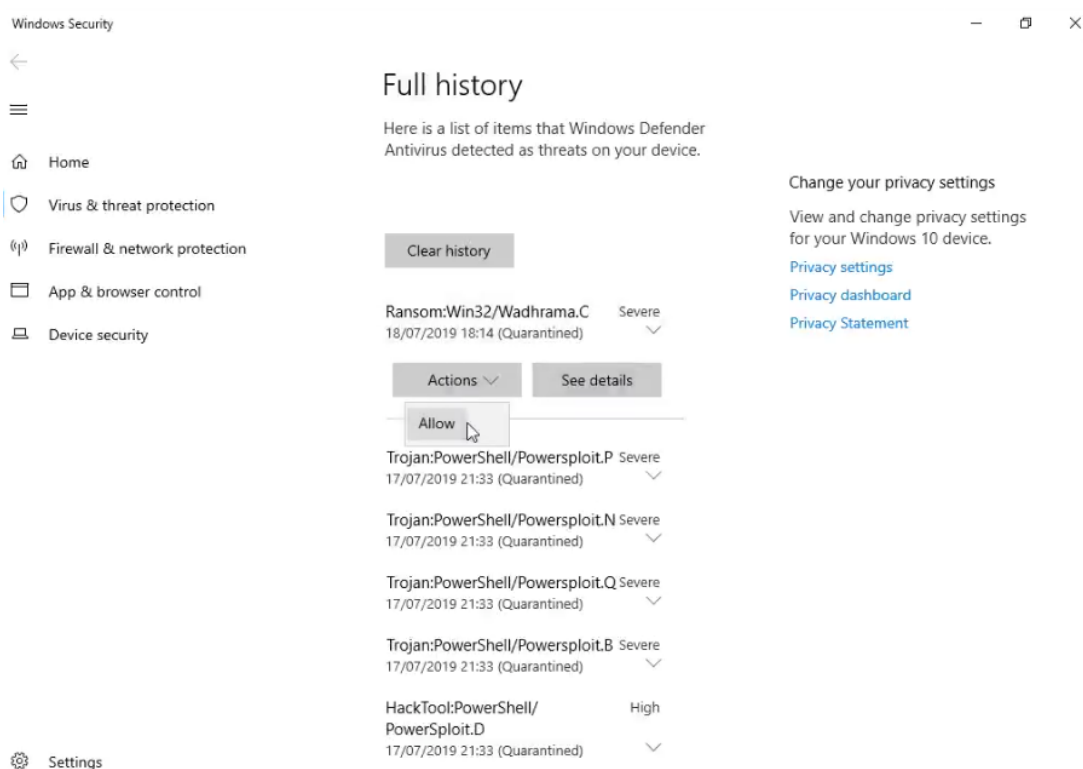 Windows Security
Home
Virus & threat protection
Firewall & network protection
App & browser control
Device security
Settings
Full history
Here is a list of items that Windows Defender
Antivirus detected as threats on your device.
Clear history
Ransom:Win32/Wadhrama.C Severe
18/07/2019 18:14 (Quarantined)
Actions See details
Allow
Trojan:PowerShell/Powersploit.P Severe
17/07/2019 21:33 (Quarantined)
Trojan:PowerShell/Powersploit.N Severe
17/07/2019 21:33 (Quarantined)
Trojan:PowerShell/Powersploit.Q Severe
17/07/2019 21:33 (Quarantined)
Trojan:PowerShell/Powersploit.B Severe
17/07/2019 21:33 (Quarantined)
HackTool:PowerShell/ High
PowerSploit.D
17/07/2019 21:33 (Quarantined)
Change your privacy settings
View and change privacy settings
for your Windows 10 device.
Privacy settings
Privacy dashboard
Privacy Statement